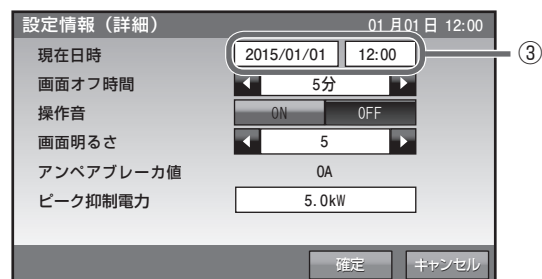 設定情報（詳細） 01月01日 12:00
現在日時 2015/01/01 12:00 ③
画面オフ時間 5分
操作音 ON OFF
画面明るさ 5
アンペアブレーカ値 0A
ピーク抑制電力 5.0kW
確定 キャンセル